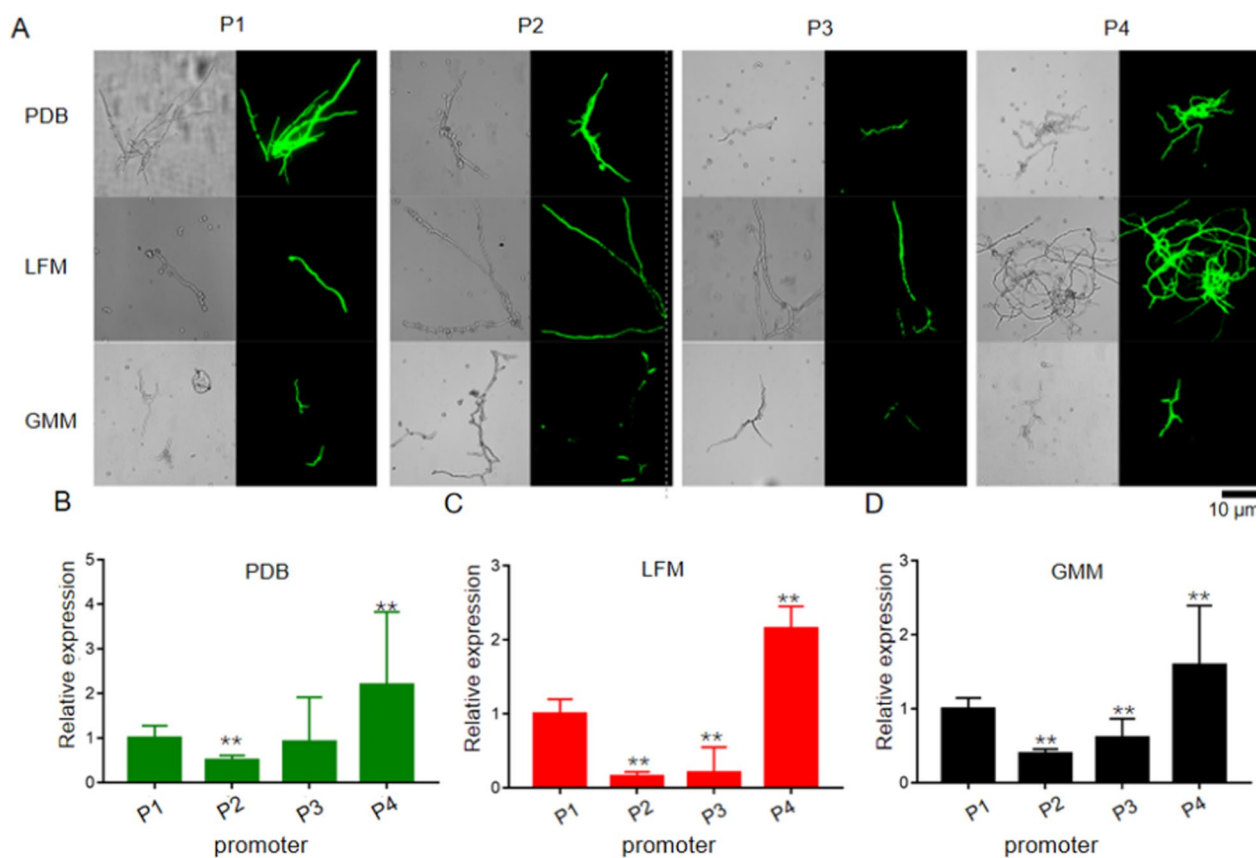 A
P1
P2
P3
P4
PDB
LFM
GMM
10 μm
B
PDB
Relative expression
5
4
3
2
1
0
**
**
P1
P2
P3
P4
promoter
C
LFM
Relative expression
3
2
1
0
**
**
**
P1
P2
P3
P4
promoter
D
GMM
Relative expression
3
2
1
0
**
**
**
P1
P2
P3
P4
promoter